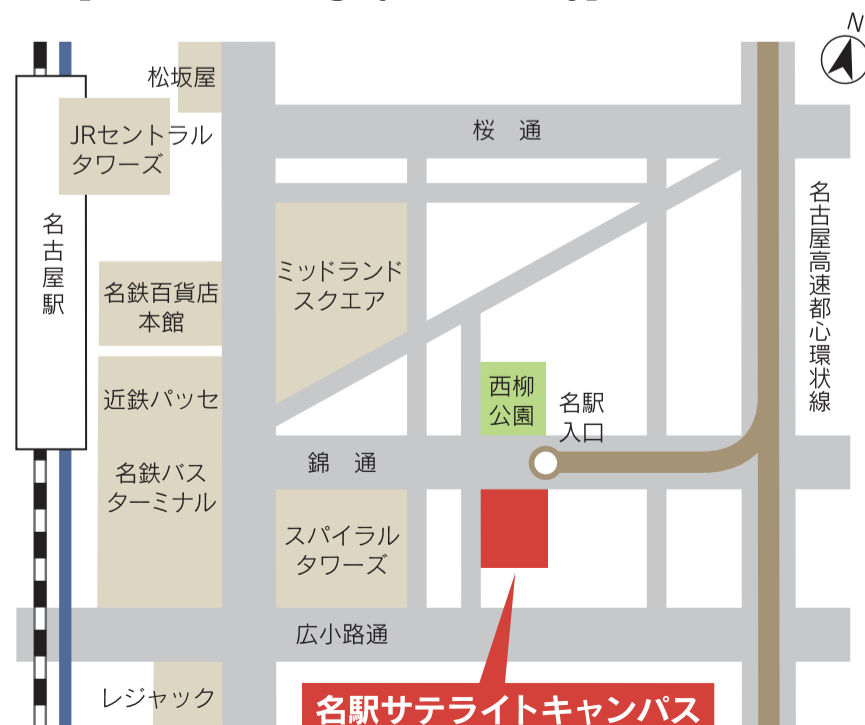 N
松坂屋
JRセントラル
タワーズ
桜 通
名古屋駅
名古屋高速都心環状線
ミッドランド
スクエア
名鉄百貨店
本館
近鉄パッセ
西柳
公園
名駅
入口
錦 通
名鉄バス
ターミナル
スパイラル
タワーズ
広小路通
レジャック
名駅サテライトキャンパス